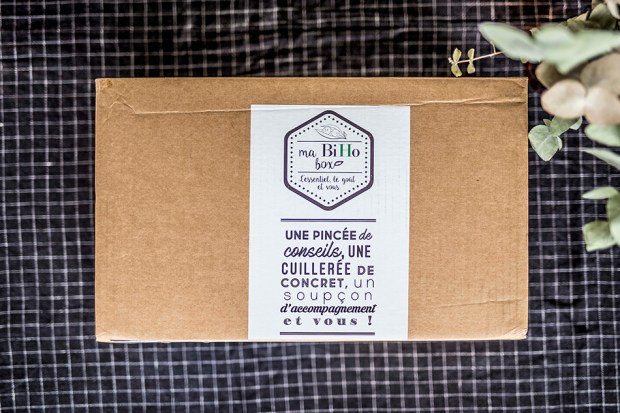 ma BiHo
box
L'essentiel, le goût
et vous
UNE PINCÉE de
conseils, UNE
CUILLERÉE DE
CONCRET, un
soupçon
d'accompagnement
et vous !